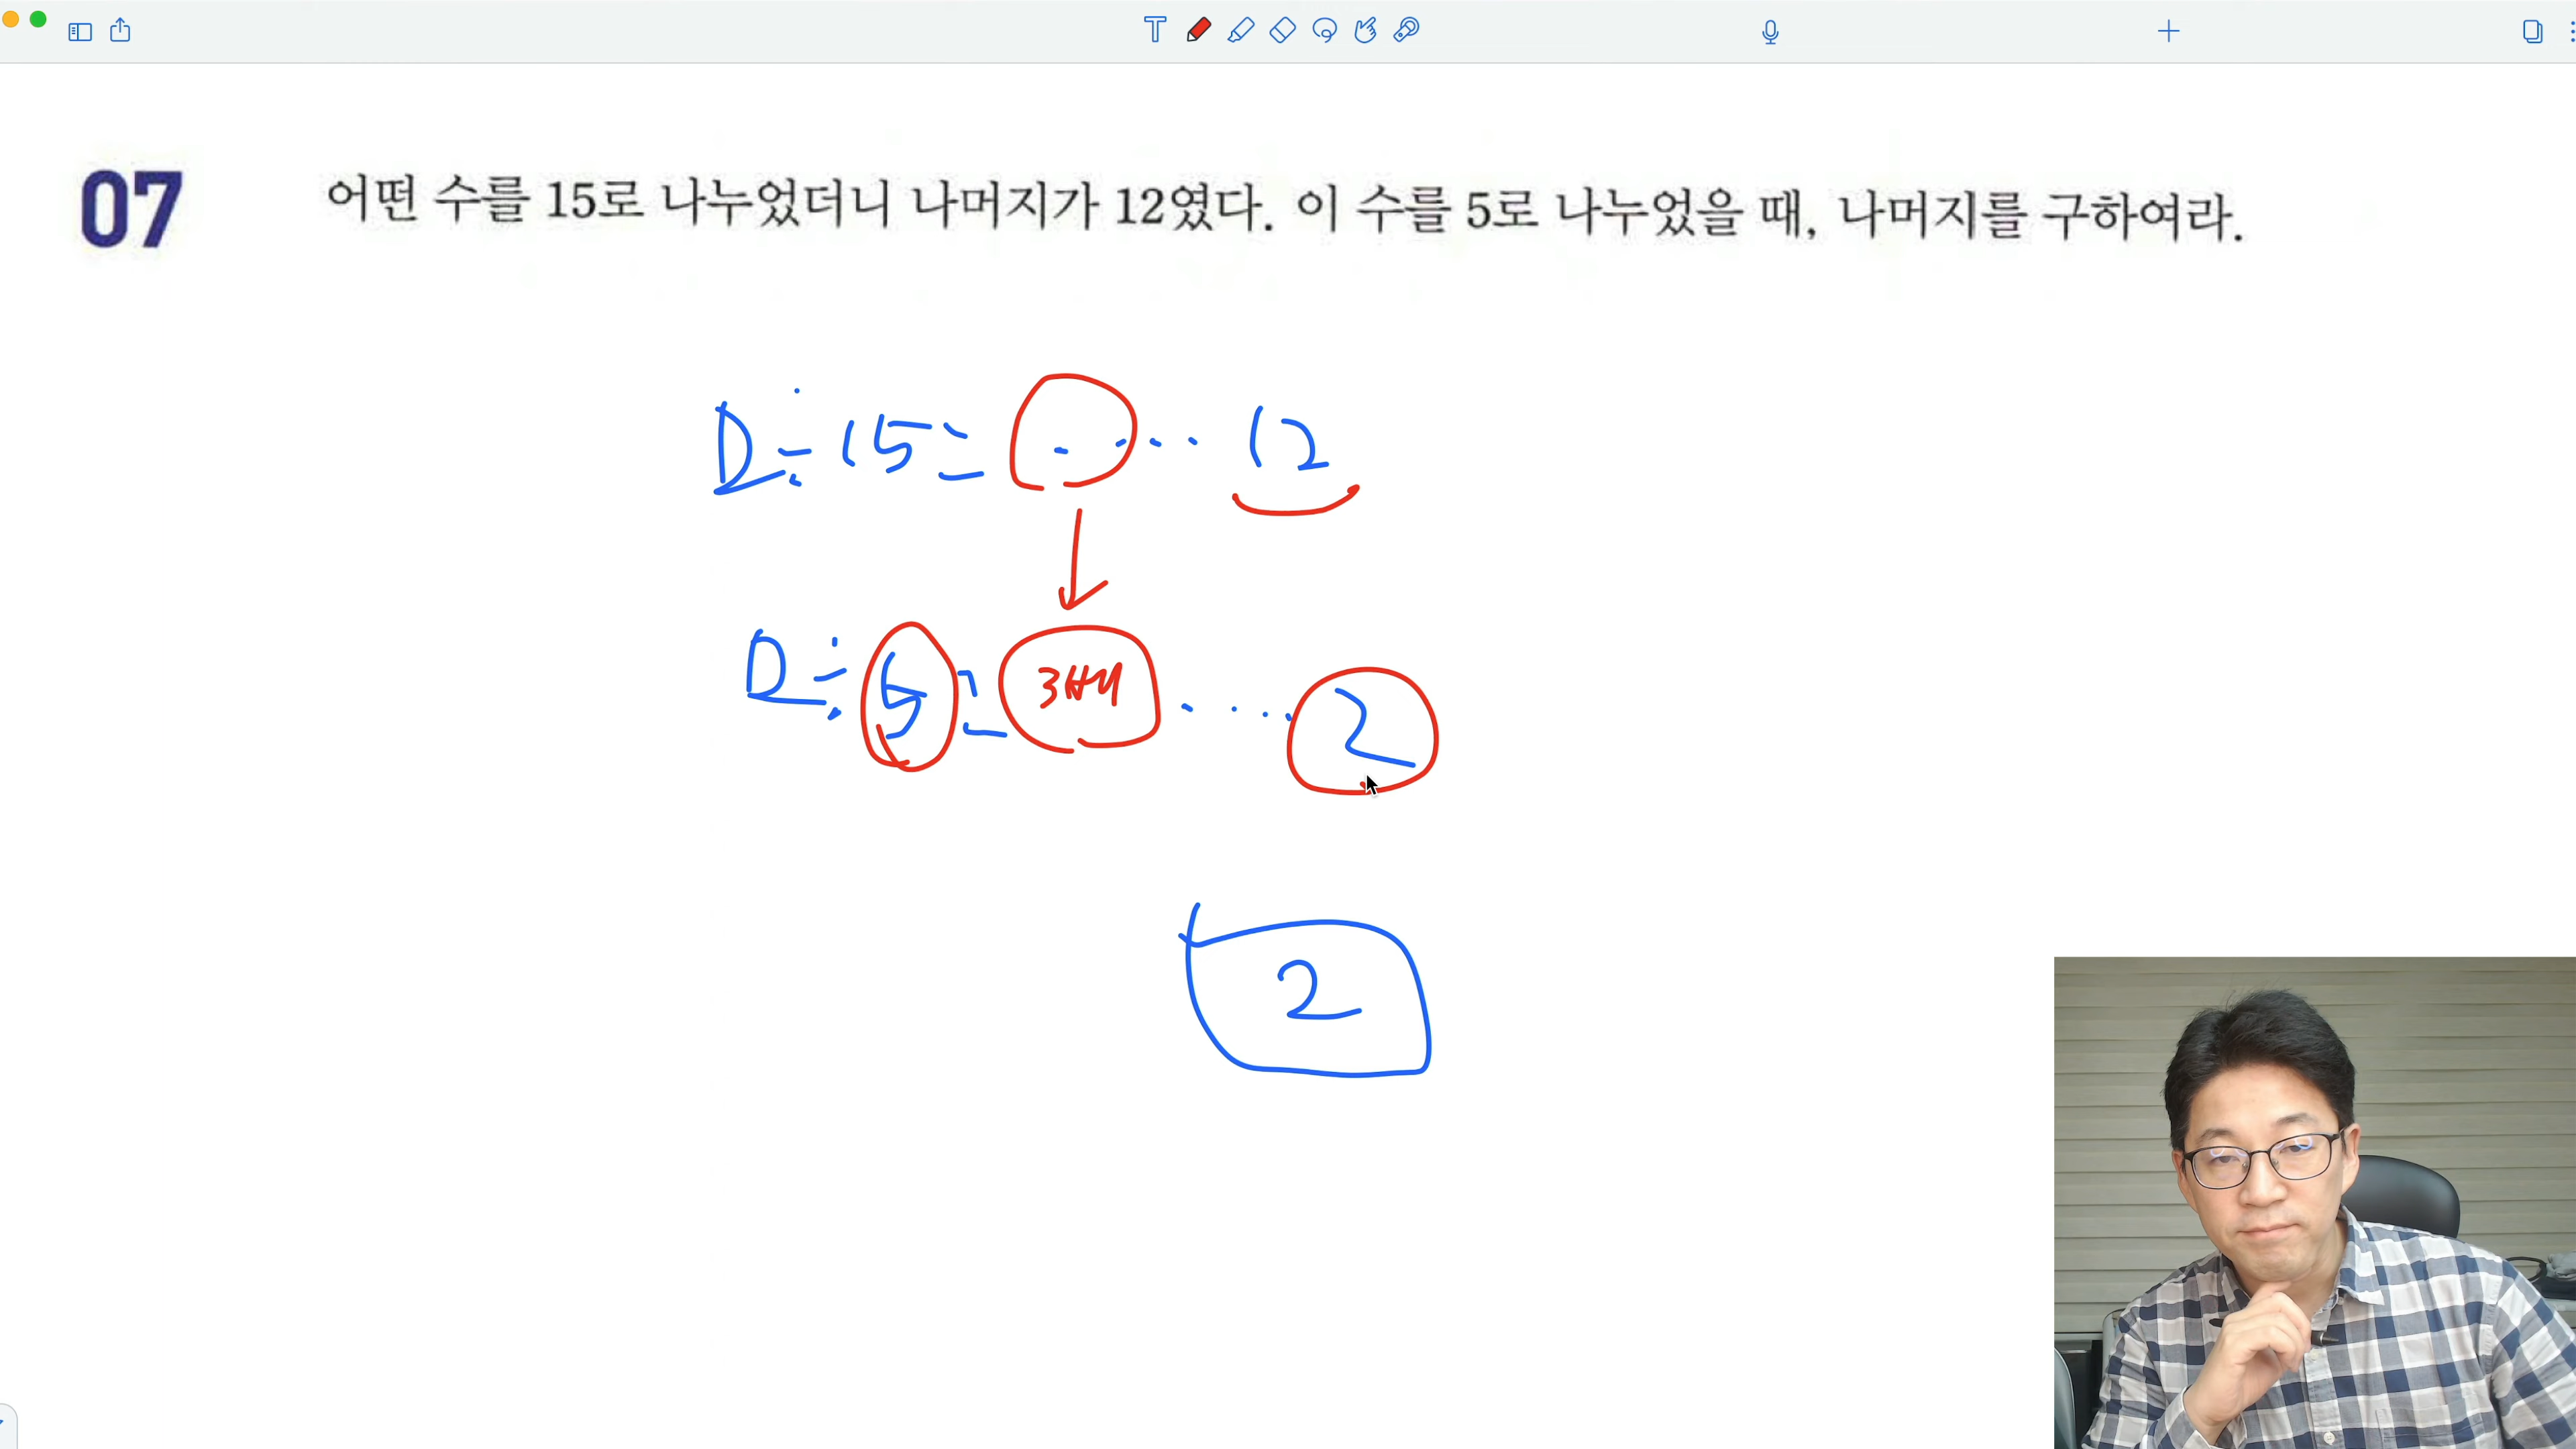 07 어떤 수를 15로 나누었더니 나머지가 12였다. 이 수를 5로 나누었을 때, 나머지를 구하여라.
D÷15= . ... 12
D÷5= 3배 .... 2
2